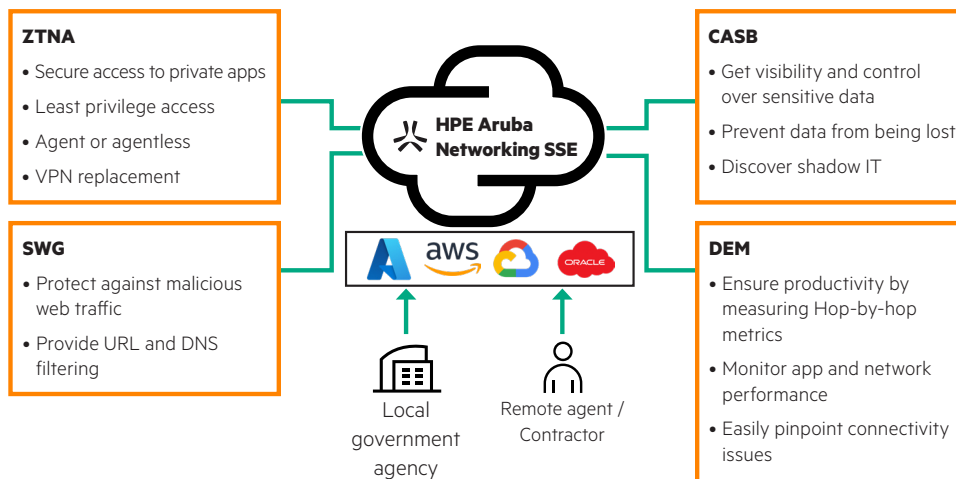 ZTNA
• Secure access to private apps
• Least privilege access
• Agent or agentless
• VPN replacement
SWG
• Protect against malicious
web traffic
• Provide URL and DNS
filtering
HPE Aruba
Networking SSE
aws
ORACLE
Local
government
agency
Remote agent /
Contractor
CASB
• Get visibility and control
over sensitive data
• Prevent data from being lost
• Discover shadow IT
DEM
• Ensure productivity by
measuring Hop-by-hop
metrics
• Monitor app and network
performance
• Easily pinpoint connectivity
issues